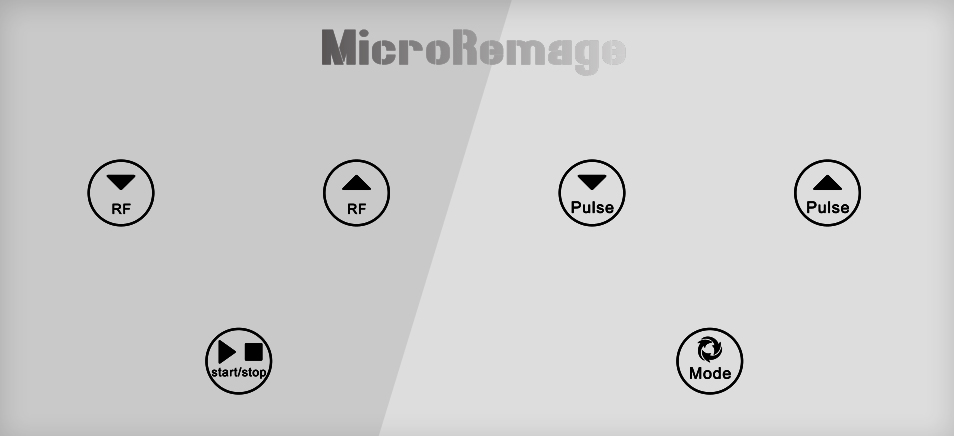 MicroRemage
RF
RF
Pulse
Pulse
start/stop
Mode